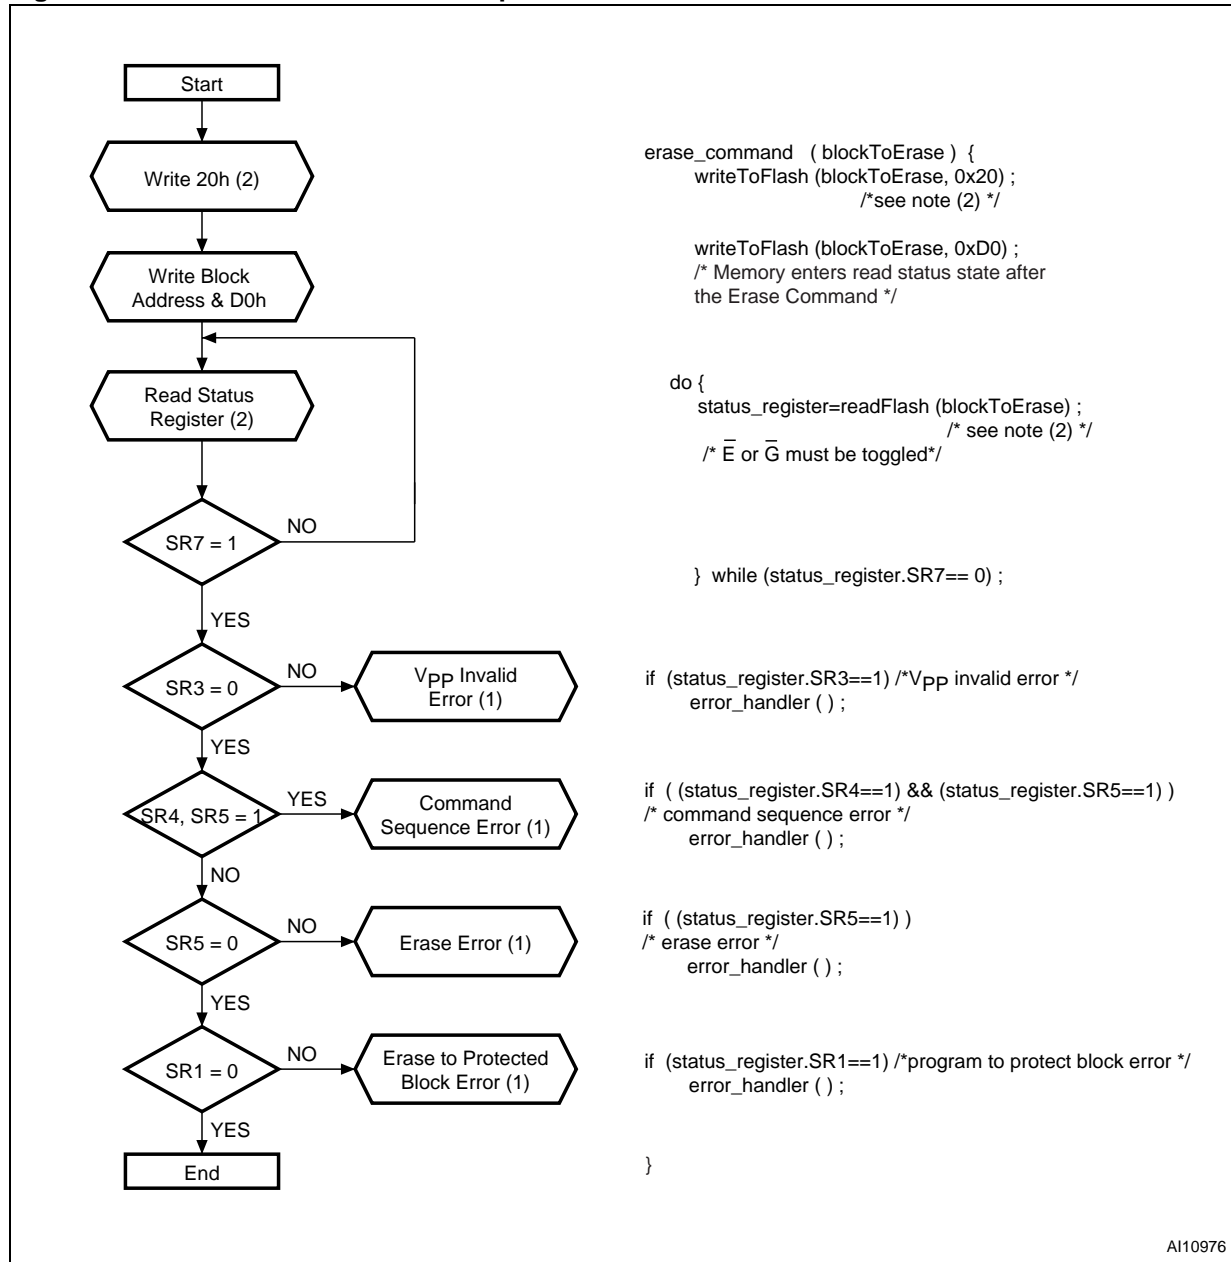 Start
Write 20h (2)
Write Block
Address & D0h
Read Status
Register (2)
SR7 = 1
NO
YES
SR3 = 0
NO
VPP Invalid
Error (1)
YES
SR4, SR5 = 1
YES
Command
Sequence Error (1)
NO
SR5 = 0
NO
Erase Error (1)
YES
SR1 = 0
NO
Erase to Protected
Block Error (1)
YES
End
erase_command ( blockToErase ) {
writeToFlash (blockToErase, 0x20) ;
/*see note (2) */
writeToFlash (blockToErase, 0xD0) ;
/* Memory enters read status state after
the Erase Command */
do {
status_register=readFlash (blockToErase) ;
/* see note (2) */
/* E̅ or G̅ must be toggled*/
} while (status_register.SR7== 0) ;
if (status_register.SR3==1) /*VPP invalid error */
error_handler ( ) ;
if ( (status_register.SR4==1) && (status_register.SR5==1) )
/* command sequence error */
error_handler ( ) ;
if ( (status_register.SR5==1) )
/* erase error */
error_handler ( ) ;
if (status_register.SR1==1) /*program to protect block error */
error_handler ( ) ;
}
AI10976